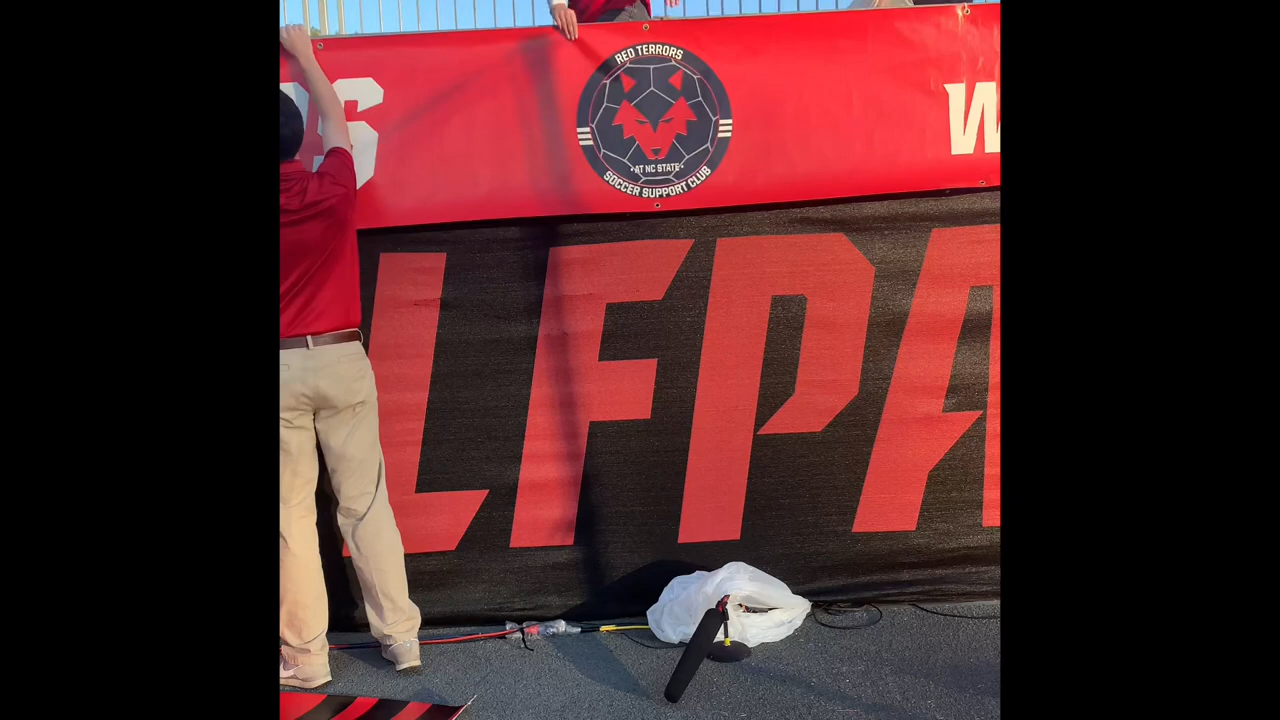 RED TERRORS
AT NC STATE
SOCCER SUPPORT CLUB
LFPA